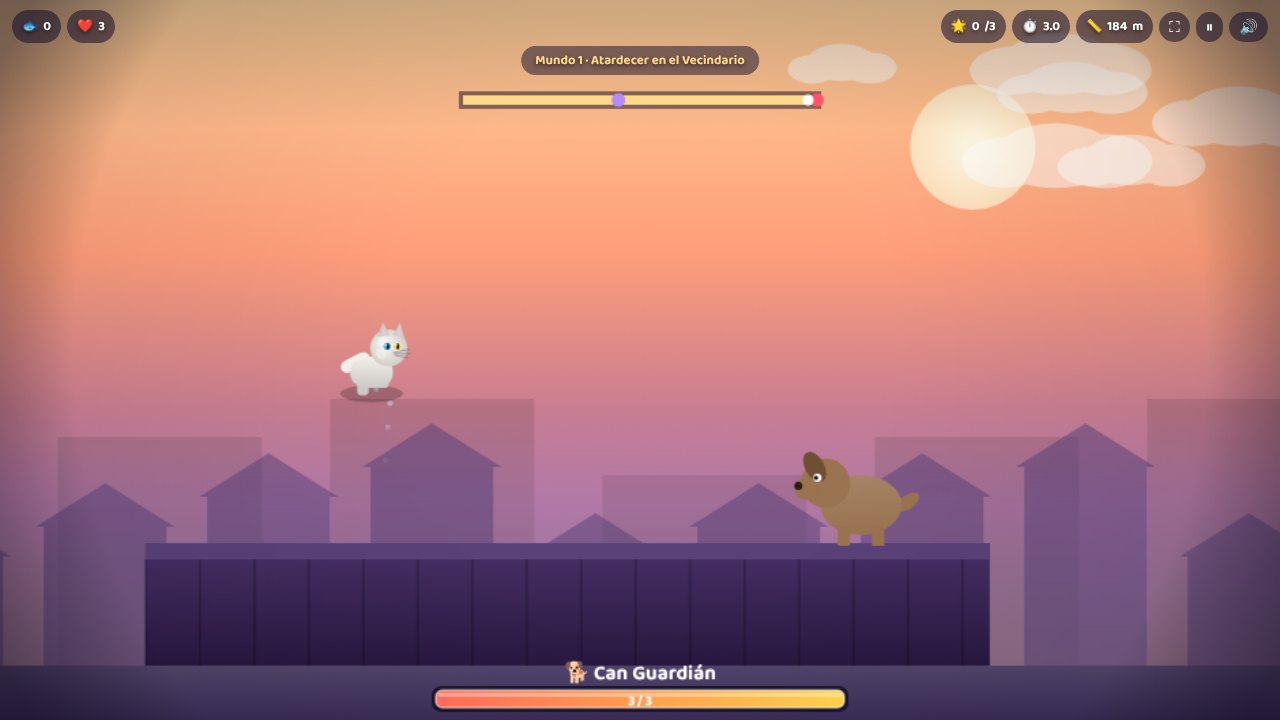 0
3
0 /3
3.0
184 m
Mundo 1 · Atardecer en el Vecindario
Can Guardián
3 / 3